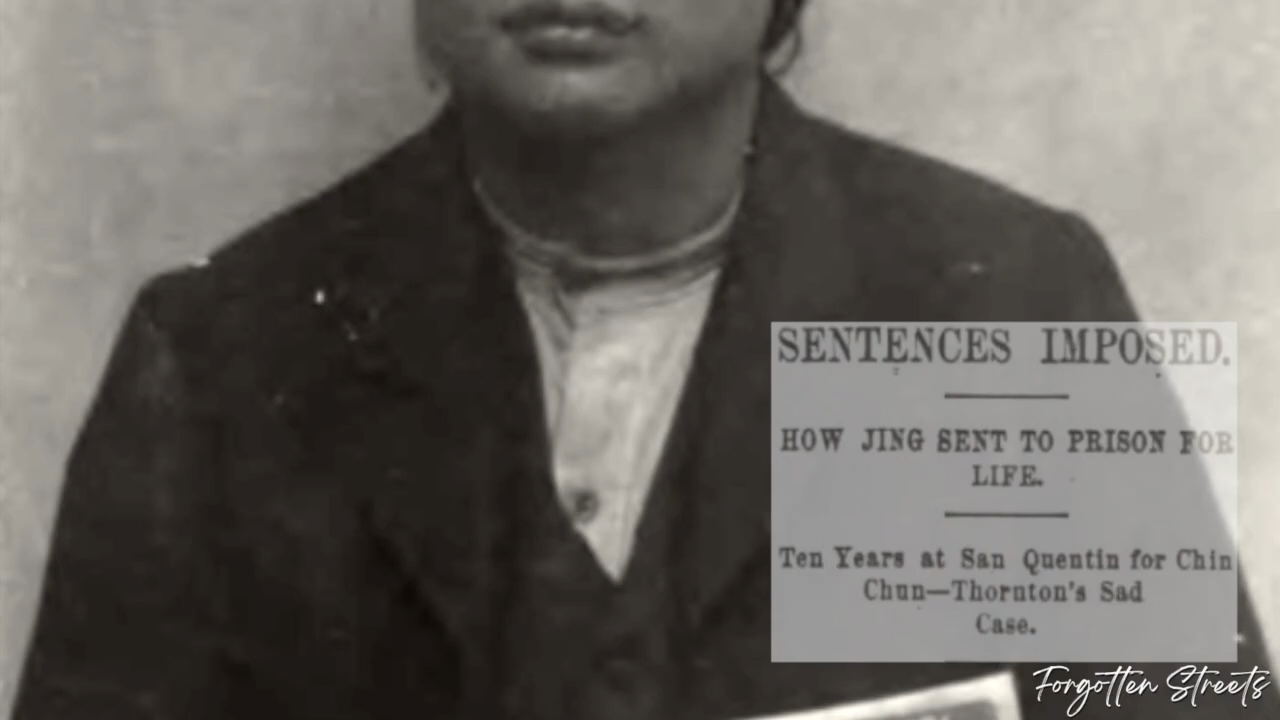 SENTENCES IMPOSED.
HOW JING SENT TO PRISON FOR
LIFE.
Ten Years at San Quentin for Chin
Chun—Thornton's Sad
Case.
Forgotten Streets